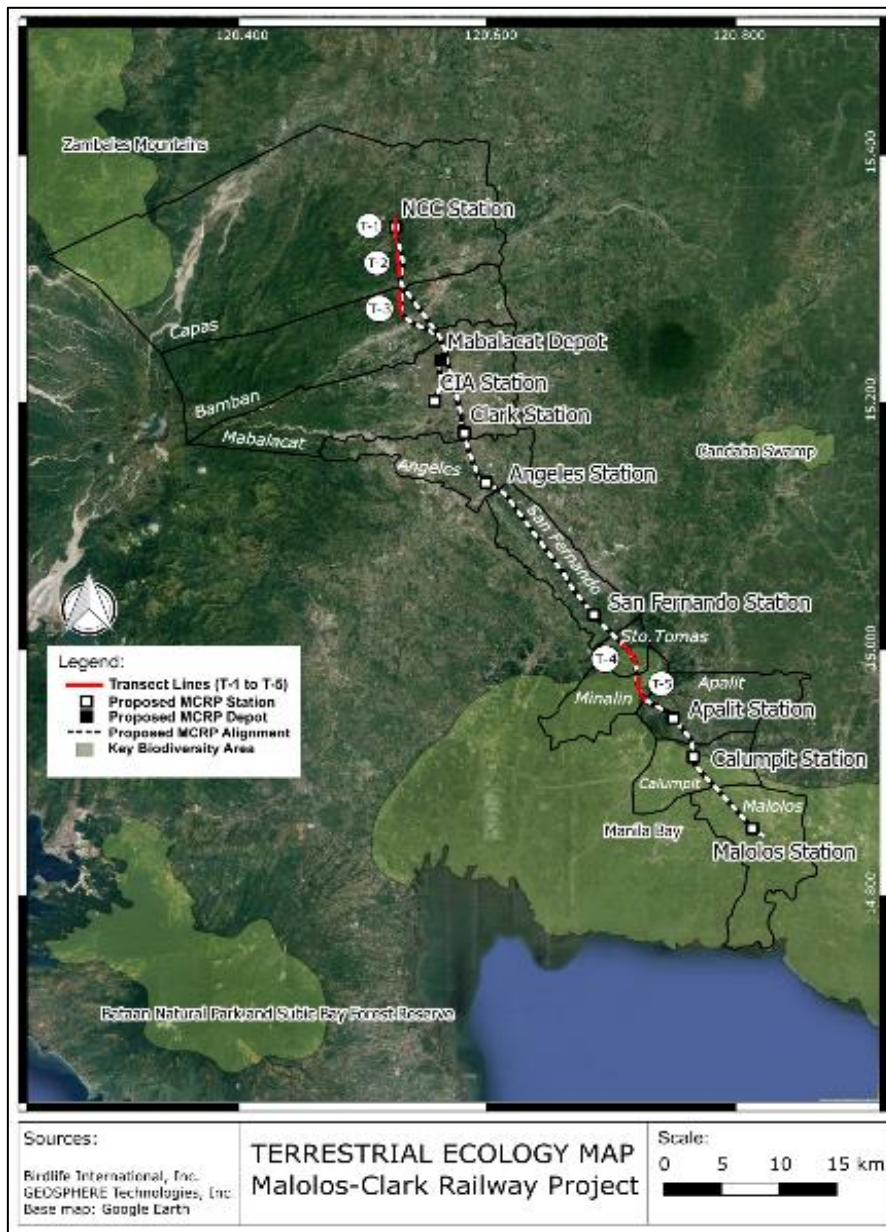 120.400
120.500
120.800
Zambales Mountains
15.400
NCC Station
T-1
T-2
T-3
Capas
Mabalacat Depot
CIA Station
15.200
Bamban
Clark Station
Mabalacat
Candaba Swamp
Angeles
Angeles Station
San Fernando
San Fernando Station
Sto.Tomas
15.000
T-4
Legend:
Transect Lines (T-1 to T-5)
Proposed MCRP Station
Proposed MCRP Depot
Proposed MCRP Alignment
Key Biodiversity Area
T-5
Apalit
Minalin
Apalit Station
Calumpit Station
Calumpit
Malolos
Manila Bay
Malolos Station
14.800
Bataan Natural Park and Subic Bay Forest Reserve
Sources:
Birdlife International, Inc.
GEOSPHERE Technologies, Inc.
Base map: Google Earth
TERRESTRIAL ECOLOGY MAP
Malolos-Clark Railway Project
Scale:
0 5 10 15 km